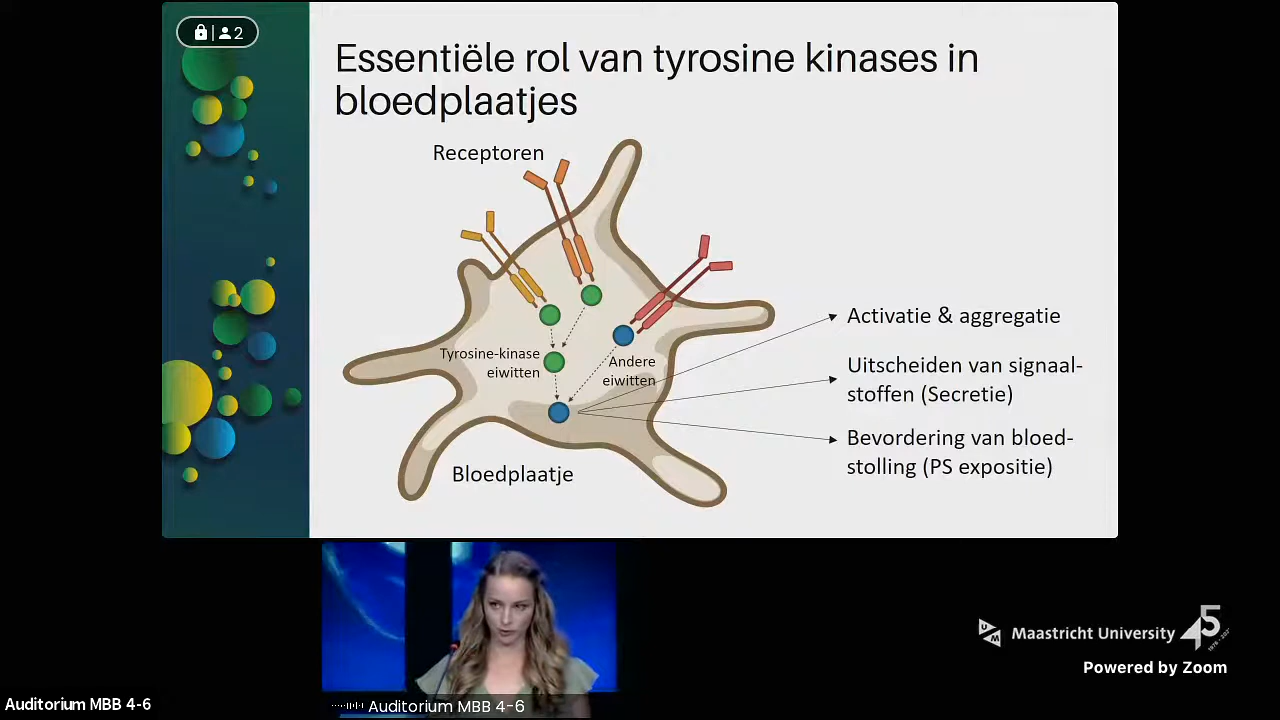 2
Essentiële rol van tyrosine kinases in
bloedplaatjes
Receptoren
Tyrosine-kinase
eiwitten
Andere
eiwitten
Bloedplaatje
Activatie & aggregatie
Uitscheiden van signaal-
stoffen (Secretie)
Bevordering van bloed-
stolling (PS expositie)
Maastricht University 45
Powered by Zoom
Auditorium MBB 4-6
Auditorium MBB 4-6